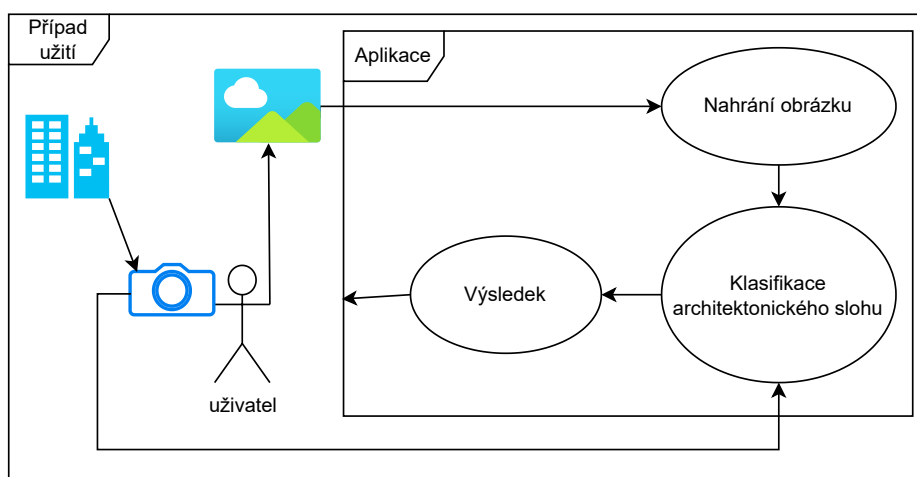 Případ
užití
Aplikace
Nahrání obrázku
Klasifikace
architektonického slohu
Výsledek
uživatel